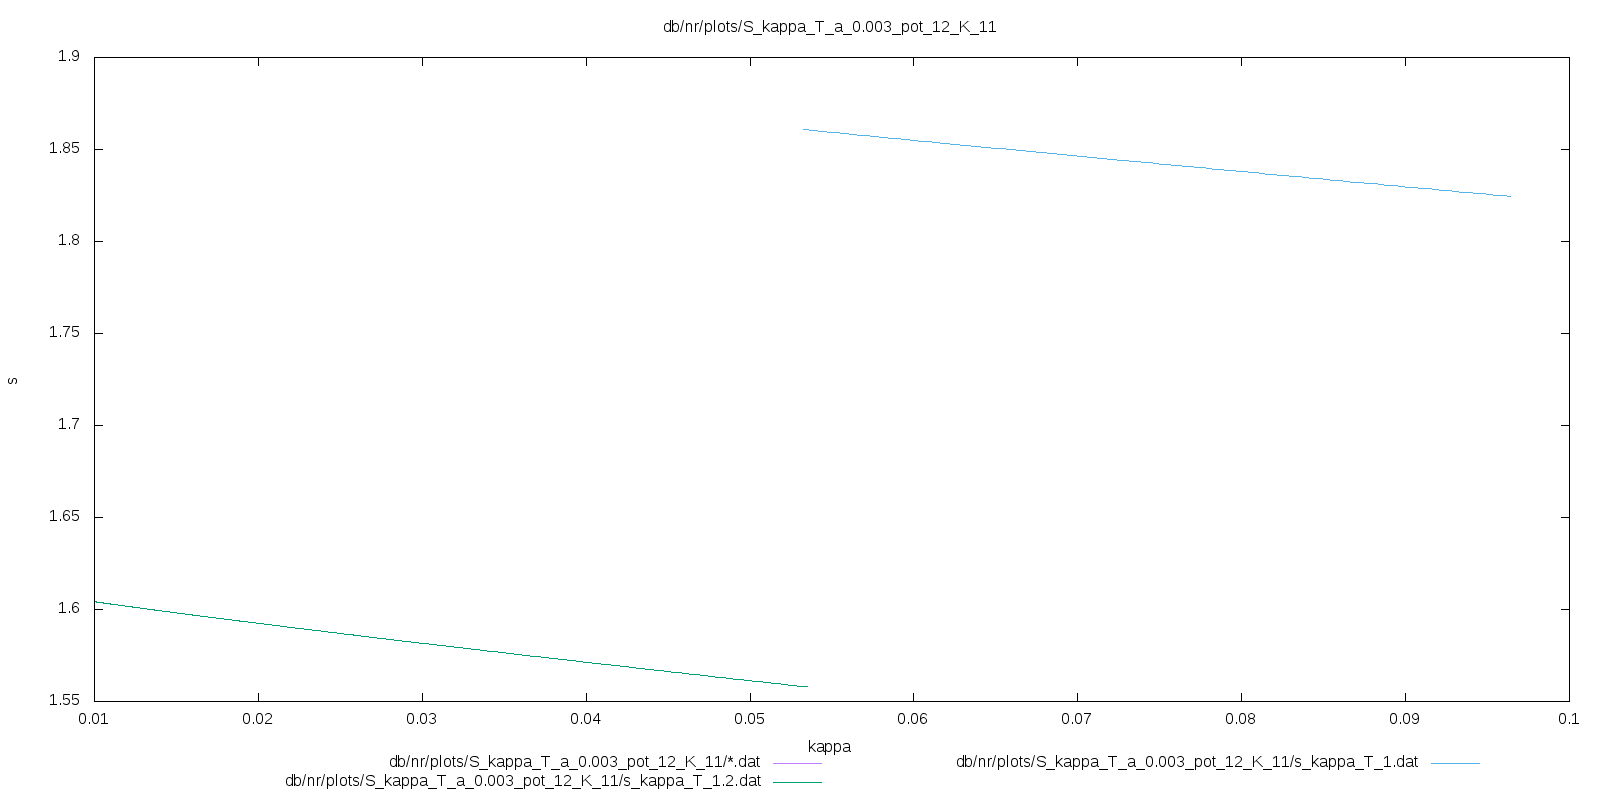 db/nr/plots/S_kappa_T_a_0.003_pot_12_K_11
1.9
1.85
1.8
1.75
1.7
1.65
1.6
1.55
s
0.01 0.02 0.03 0.04 0.05 0.06 0.07 0.08 0.09 0.1
kappa
db/nr/plots/S_kappa_T_a_0.003_pot_12_K_11/*.dat db/nr/plots/S_kappa_T_a_0.003_pot_12_K_11/s_kappa_T_1.dat
db/nr/plots/S_kappa_T_a_0.003_pot_12_K_11/s_kappa_T_1.2.dat